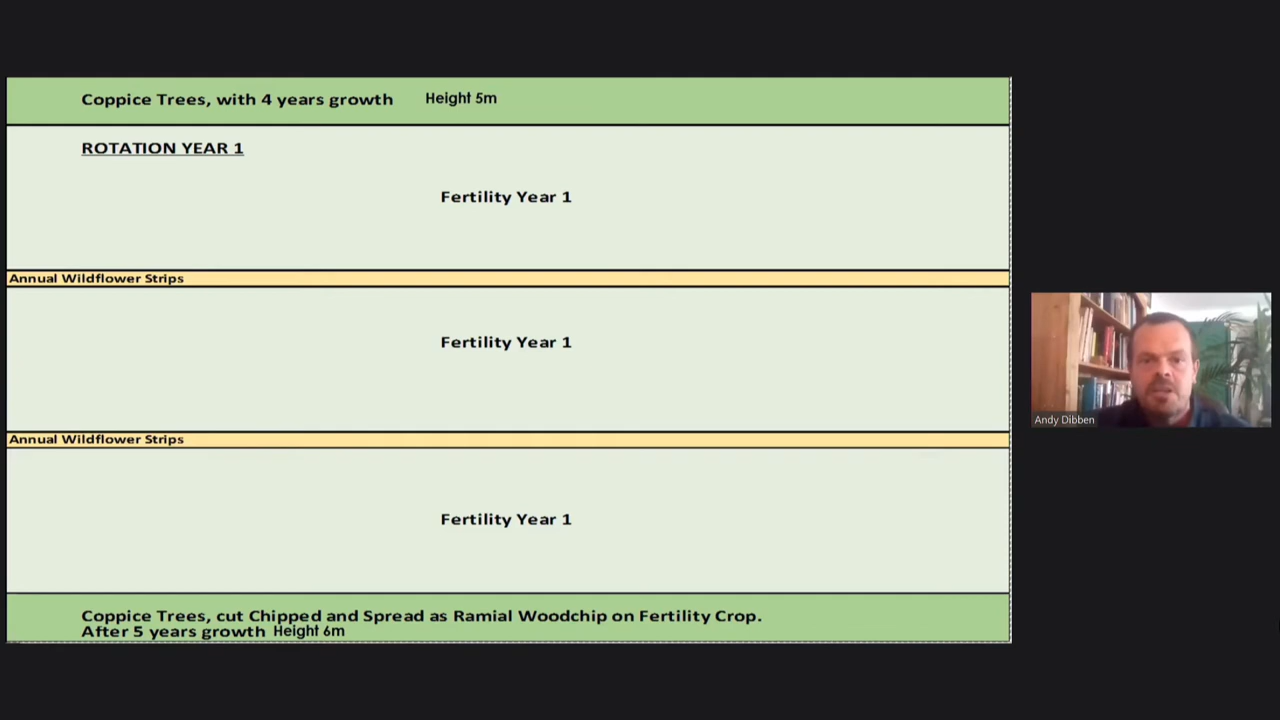 Coppice Trees, with 4 years growth Height 5m
ROTATION YEAR 1
Fertility Year 1
Annual Wildflower Strips
Fertility Year 1
Annual Wildflower Strips
Fertility Year 1
Coppice Trees, cut Chipped and Spread as Ramial Woodchip on Fertility Crop.
After 5 years growth Height 6m
Andy Dibben